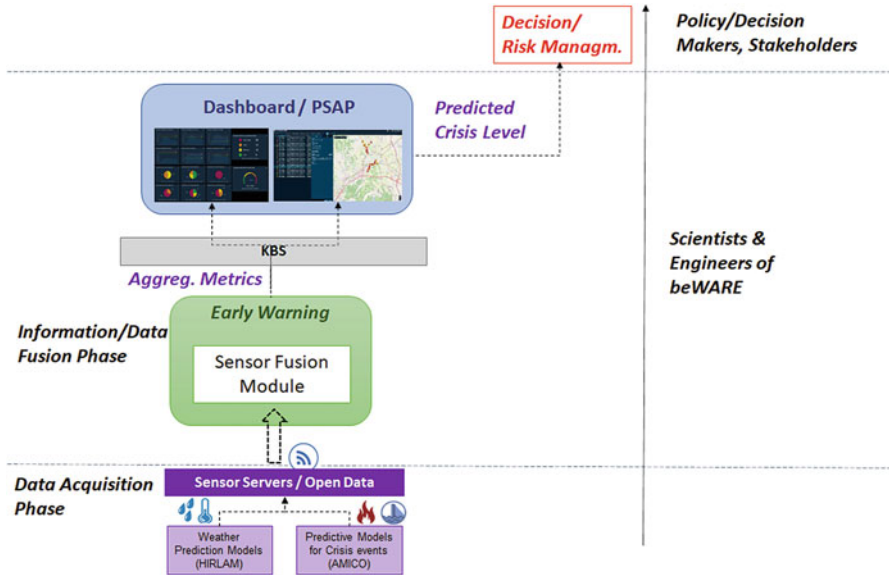 Decision/
Risk Managm.
Policy/Decision
Makers, Stakeholders
Dashboard / PSAP
Predicted
Crisis Level
KBS
Aggreg. Metrics
Scientists &
Engineers of
beWARE
Early Warning
Information/Data
Fusion Phase
Sensor Fusion
Module
Data Acquisition
Phase
Sensor Servers / Open Data
Weather
Prediction Models
(HIRLAM)
Predictive Models
for Crisis events
(AMICO)